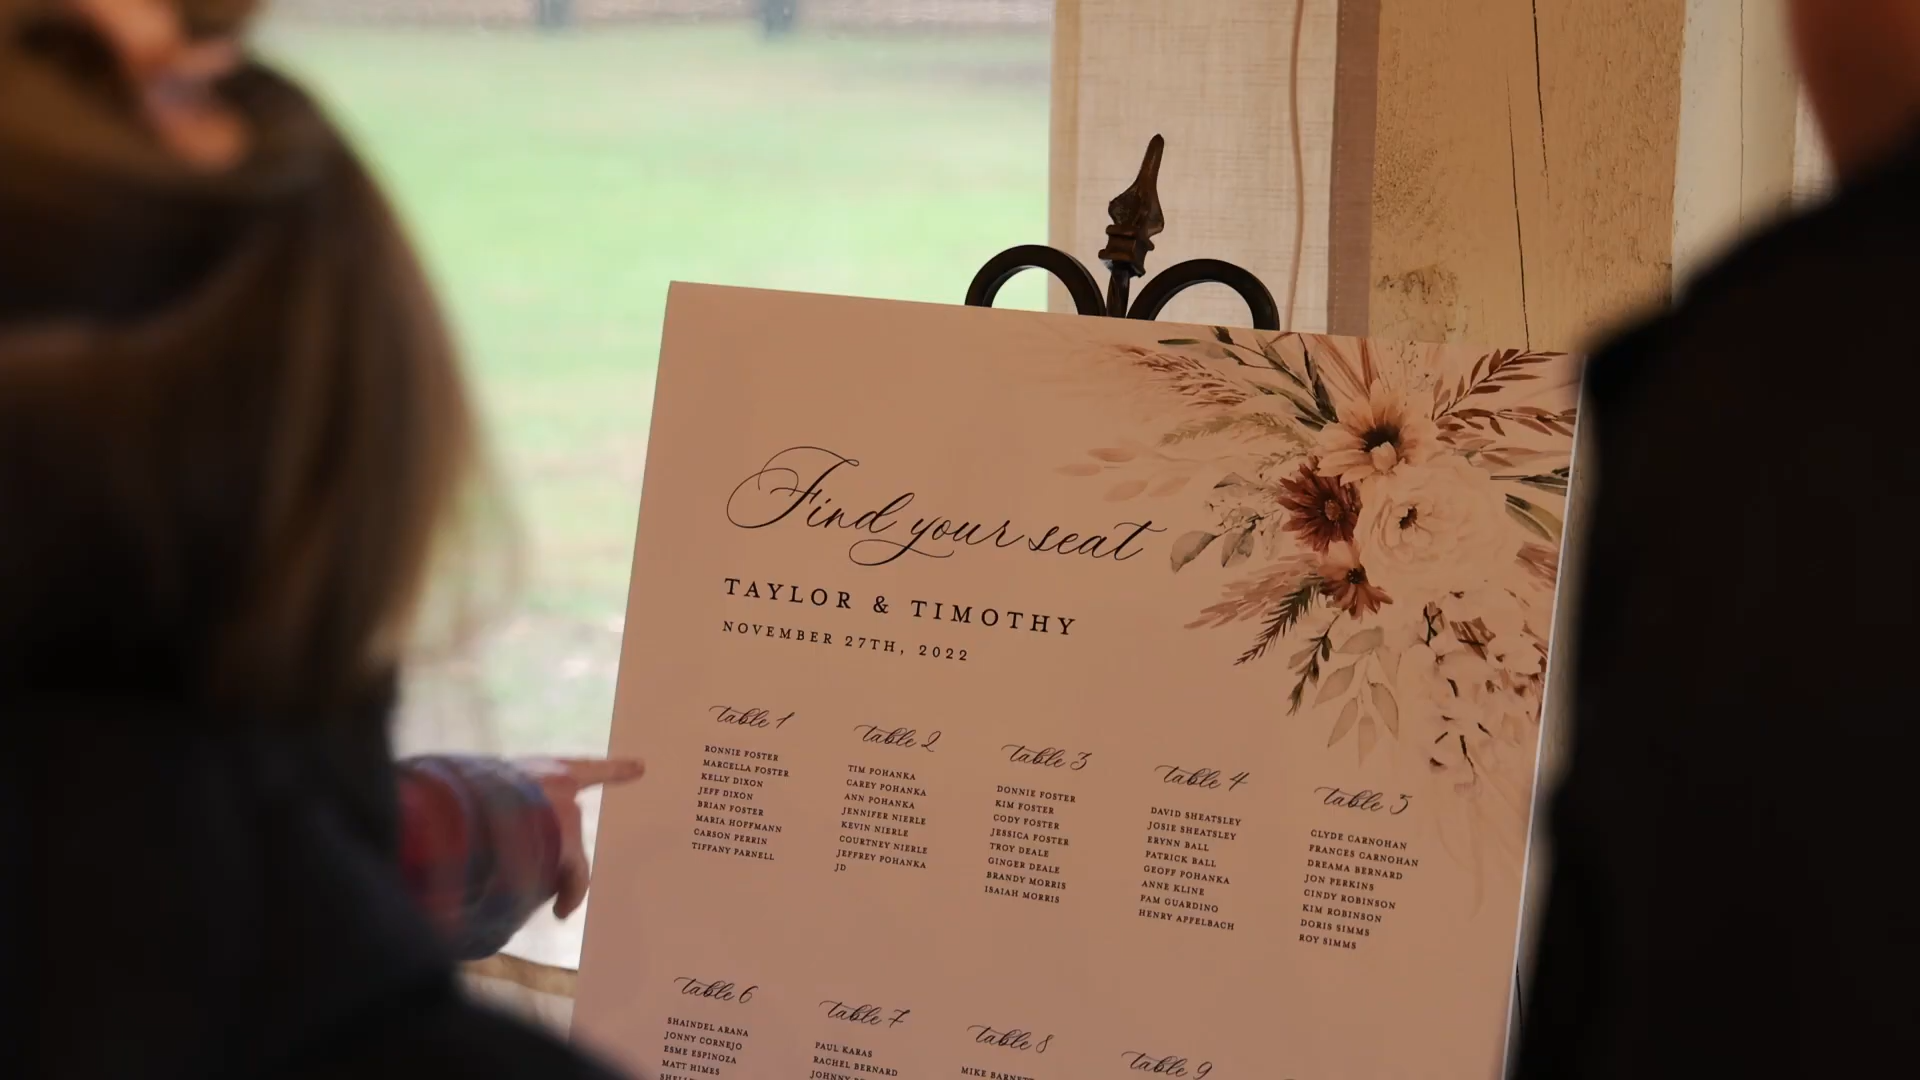 Find your seat
TAYLOR & TIMOTHY
NOVEMBER 27TH, 2022
table 1
RONNIE FOSTER
MARCELLA FOSTER
KELLY DIXON
JEFF DIXON
BRIAN FOSTER
MARIA HOFFMANN
CARSON PERRIN
TIFFANY PARNELL
table 2
TIM POHANKA
CAREY POHANKA
ANN POHANKA
JENNIFER NIERLE
KEVIN NIERLE
COURTNEY NIERLE
JEFFREY POHANKA
JD
table 3
DONNIE FOSTER
KIM FOSTER
CODY FOSTER
JESSICA FOSTER
TROY DEALE
GINGER DEALE
BRANDY MORRIS
ISAIAH MORRIS
table 4
DAVID SHEATSLEY
JOSIE SHEATSLEY
ERYNN BALL
PATRICK BALL
GEOFF POHANKA
ANNE KLINE
PAM GUARDINO
HENRY APFELBACH
table 5
CLYDE CARNOHAN
FRANCES CARNOHAN
DREAMA BERNARD
JON PERKINS
CINDY ROBINSON
KIM ROBINSON
DORIS SIMMS
ROY SIMMS
table 6
SHAINDEL ARANA
JONNY CORNEJO
ESME ESPINOZA
MATT HIMES
table 7
PAUL KARAS
RACHEL BERNARD
table 8
MIKE
table 9